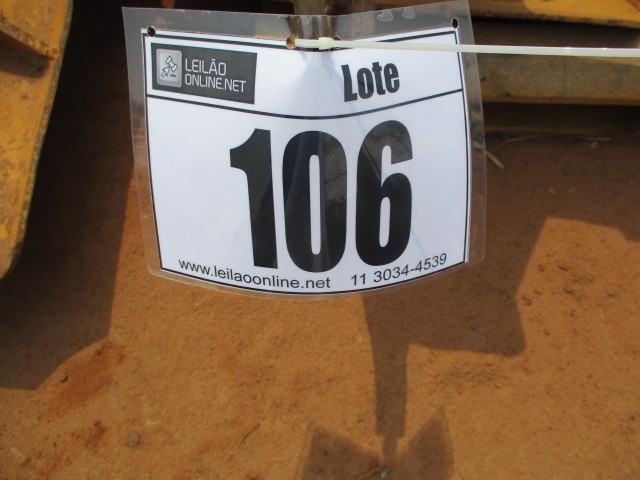 LEILÃO
ONLINE.NET
Lote
106
www.leilaoonline.net 11 3034-4539